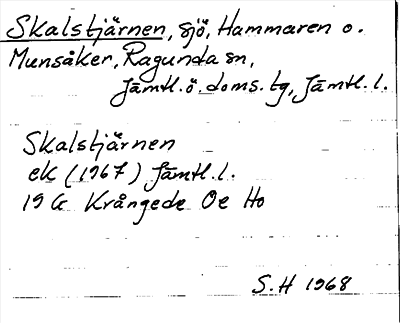 Skalstjärnen, sjö, Hammaren o.
Munsåker, Ragunda sn,
Jämtl. ö. doms. tg, Jämtl. l.
Skalstjärnen
ek (1967) Jämtl. l.
19 G Krångede Oe Ho
S.H 1968